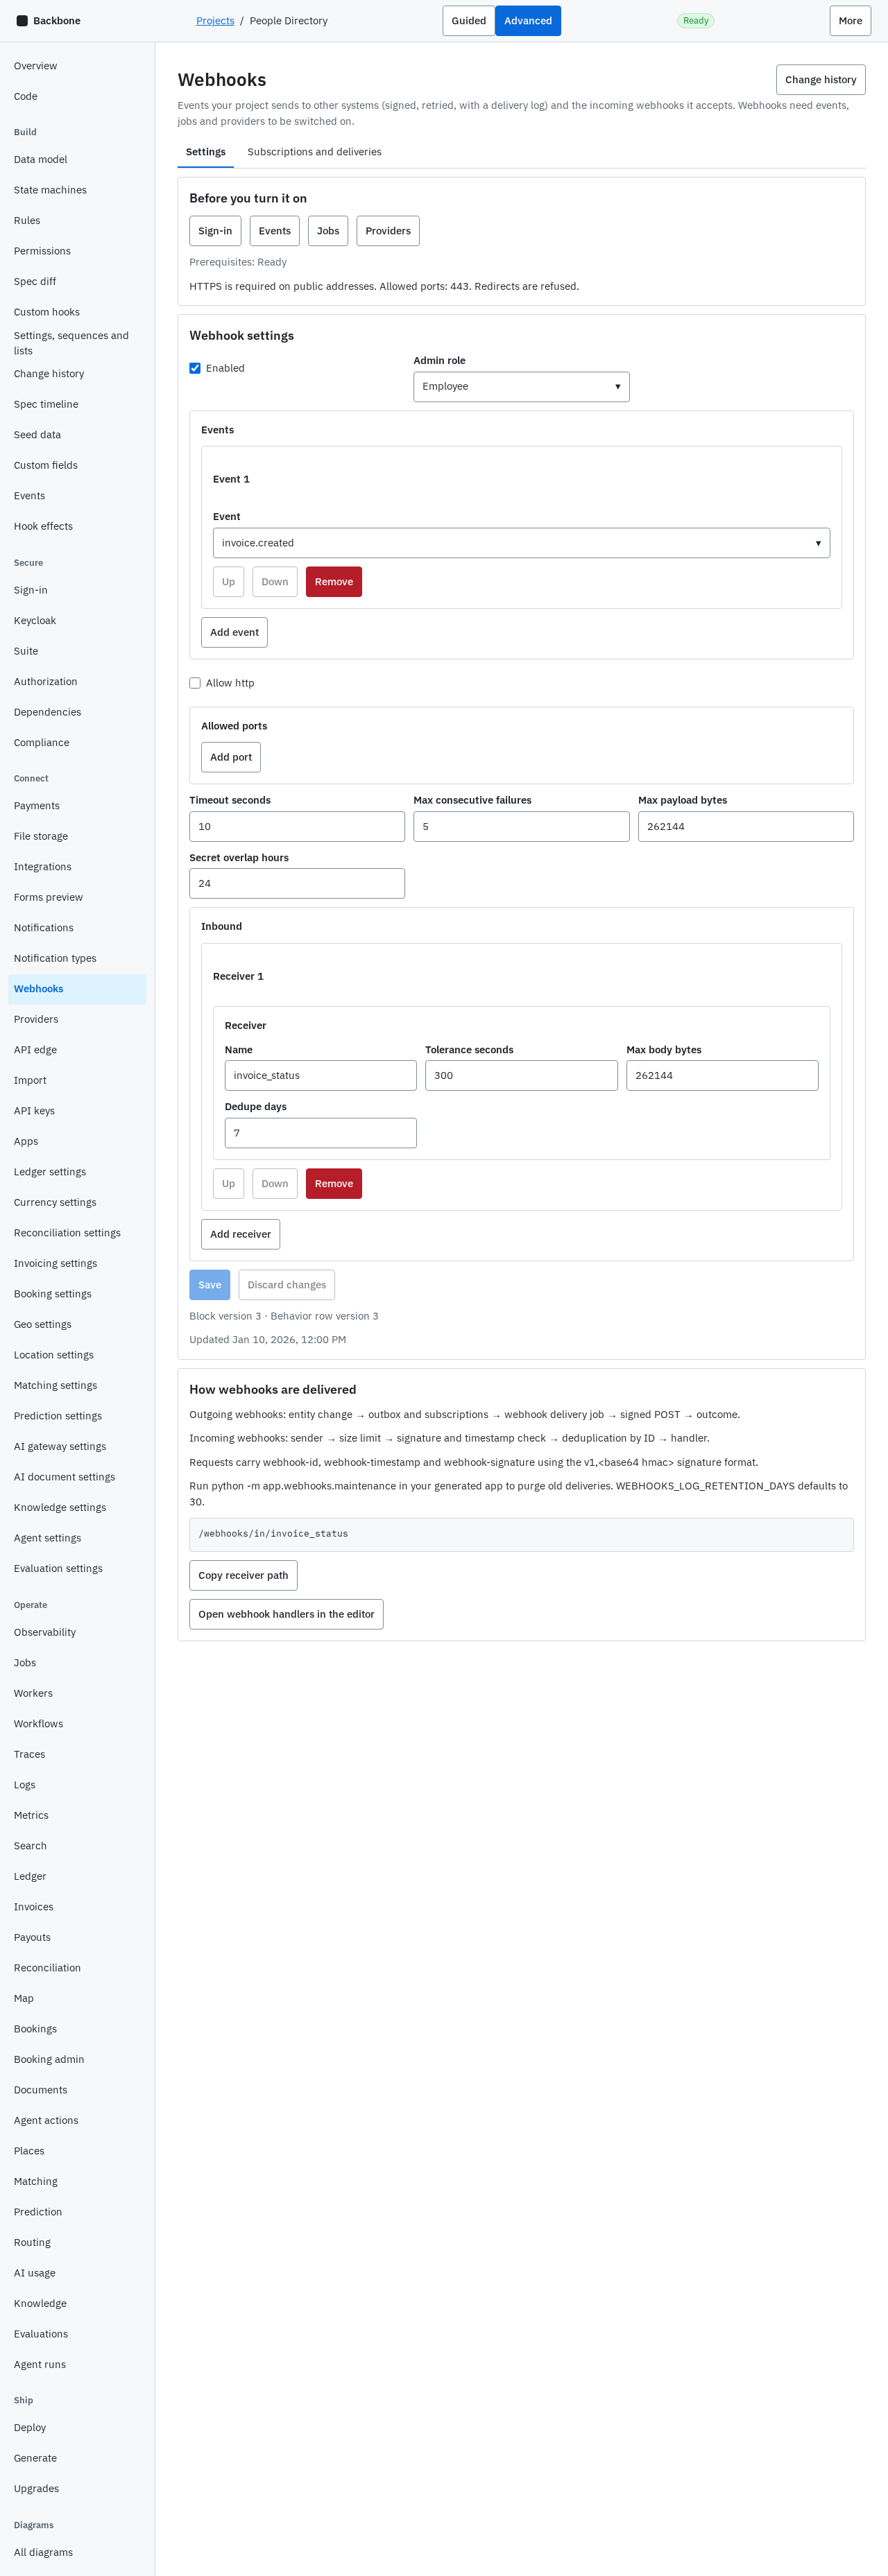 Backbone
Projects / People Directory
Guided
Advanced
Ready
More
Overview
Code
Build
Data model
State machines
Rules
Permissions
Spec diff
Custom hooks
Settings, sequences and
lists
Change history
Spec timeline
Seed data
Custom fields
Events
Hook effects
Secure
Sign-in
Keycloak
Suite
Authorization
Dependencies
Compliance
Connect
Payments
File storage
Integrations
Forms preview
Notifications
Notification types
Webhooks
Providers
API edge
Import
API keys
Apps
Ledger settings
Currency settings
Reconciliation settings
Invoicing settings
Booking settings
Geo settings
Location settings
Matching settings
Prediction settings
AI gateway settings
AI document settings
Knowledge settings
Agent settings
Evaluation settings
Operate
Observability
Jobs
Workers
Workflows
Traces
Logs
Metrics
Search
Ledger
Invoices
Payouts
Reconciliation
Map
Bookings
Booking admin
Documents
Agent actions
Places
Matching
Prediction
Routing
AI usage
Knowledge
Evaluations
Agent runs
Ship
Deploy
Generate
Upgrades
Diagrams
All diagrams
Webhooks
Change history
Events your project sends to other systems (signed, retried, with a delivery log) and the incoming webhooks it accepts. Webhooks need events,
jobs and providers to be switched on.
Settings
Subscriptions and deliveries
Before you turn it on
Sign-in
Events
Jobs
Providers
Prerequisites: Ready
HTTPS is required on public addresses. Allowed ports: 443. Redirects are refused.
Webhook settings
Enabled
Admin role
Employee
Events
Event 1
Event
invoice.created
Up
Down
Remove
Add event
Allow http
Allowed ports
Add port
Timeout seconds
Max consecutive failures
Max payload bytes
10
5
262144
Secret overlap hours
24
Inbound
Receiver 1
Receiver
Name
Tolerance seconds
Max body bytes
invoice_status
300
262144
Dedupe days
7
Up
Down
Remove
Add receiver
Save
Discard changes
Block version 3 · Behavior row version 3
Updated Jan 10, 2026, 12:00 PM
How webhooks are delivered
Outgoing webhooks: entity change → outbox and subscriptions → webhook delivery job → signed POST → outcome.
Incoming webhooks: sender → size limit → signature and timestamp check → deduplication by ID → handler.
Requests carry webhook-id, webhook-timestamp and webhook-signature using the v1,<base64 hmac> signature format.
Run python -m app.webhooks.maintenance in your generated app to purge old deliveries. WEBHOOKS_LOG_RETENTION_DAYS defaults to
30.
/webhooks/in/invoice_status
Copy receiver path
Open webhook handlers in the editor